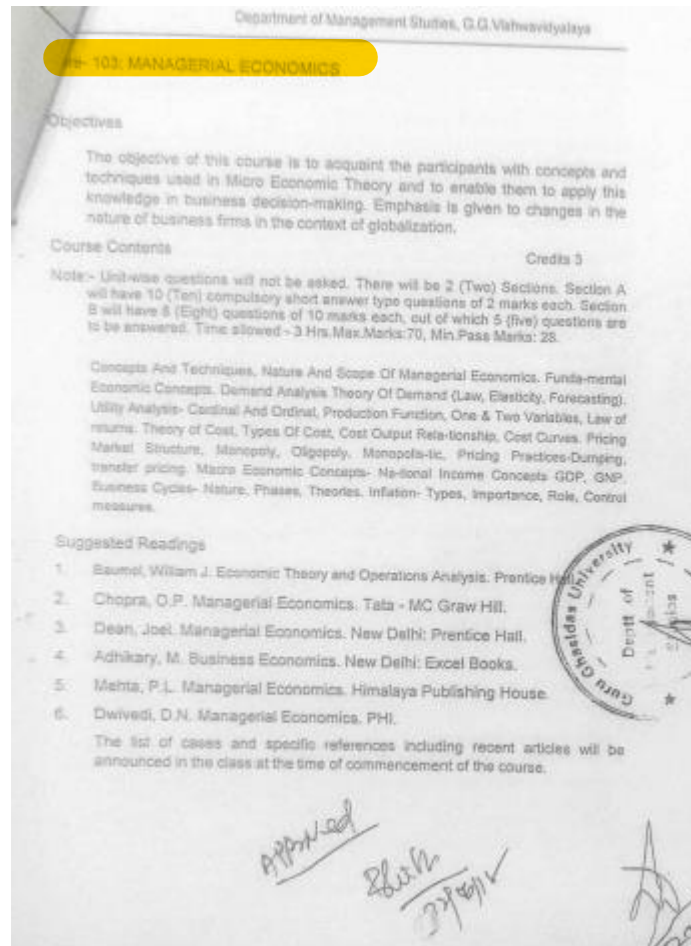 Department of Management Studies, G.G.Vishwavidyalaya
103: MANAGERIAL ECONOMICS
Objectives
The objective of this course is to acquaint the participants with concepts and
techniques used in Micro Economic Theory and to enable them to apply this
knowledge in business decision-making. Emphasis is given to changes in the
nature of business firms in the context of globalization.
Course Contents Credits 3
Note:- Unit-wise questions will not be asked. There will be 2 (Two) Sections. Section A
will have 10 (Ten) compulsory short answer type questions of 2 marks each. Section
B will have 8 (Eight) questions of 10 marks each, out of which 5 (five) questions are
to be answered. Time allowed - 3 Hrs.Max.Marks:70, Min.Pass Marks: 28.
Concepts And Techniques, Nature And Scope Of Managerial Economics. Funda-mental
Economic Concepts. Demand Analysis Theory Of Demand (Law, Elasticity, Forecasting).
Utility Analysis- Cardinal And Ordinal, Production Function, One & Two Variables, Law of
returns. Theory of Cost, Types Of Cost, Cost Output Rela-tionship, Cost Curves. Pricing
Market Structure, Monopoly, Oligopoly, Monopolis-tic, Pricing Practices-Dumping,
transfer pricing. Macro Economic Concepts- Na-tional Income Concepts GDP, GNP.
Business Cycles- Nature, Phases, Theories. Inflation- Types, Importance, Role, Control
measures.
Suggested Readings
1. Baumol, William J. Economic Theory and Operations Analysis. Prentice Hall.
2. Chopra, O.P. Managerial Economics. Tata - MC Graw Hill.
3. Dean, Joel. Managerial Economics. New Delhi: Prentice Hall.
4. Adhikary, M. Business Economics. New Delhi: Excel Books.
5. Mehta, P.L. Managerial Economics. Himalaya Publishing House.
6. Dwivedi, D.N. Managerial Economics. PHI.
The list of cases and specific references including recent articles will be
announced in the class at the time of commencement of the course.
Guru Ghasidas University
Deptt of
Approved